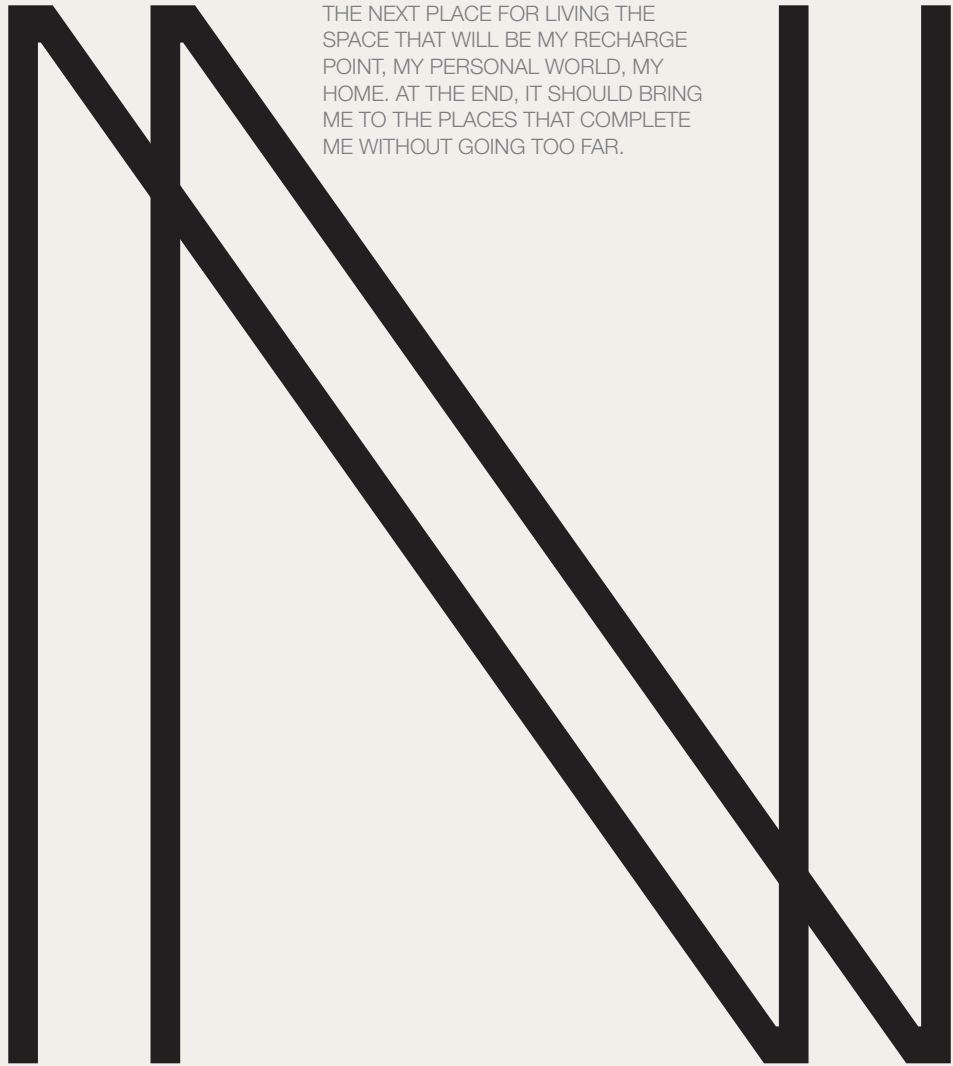 THE NEXT PLACE FOR LIVING THE
SPACE THAT WILL BE MY RECHARGE
POINT, MY PERSONAL WORLD, MY
HOME. AT THE END, IT SHOULD BRING
ME TO THE PLACES THAT COMPLETE
ME WITHOUT GOING TOO FAR.